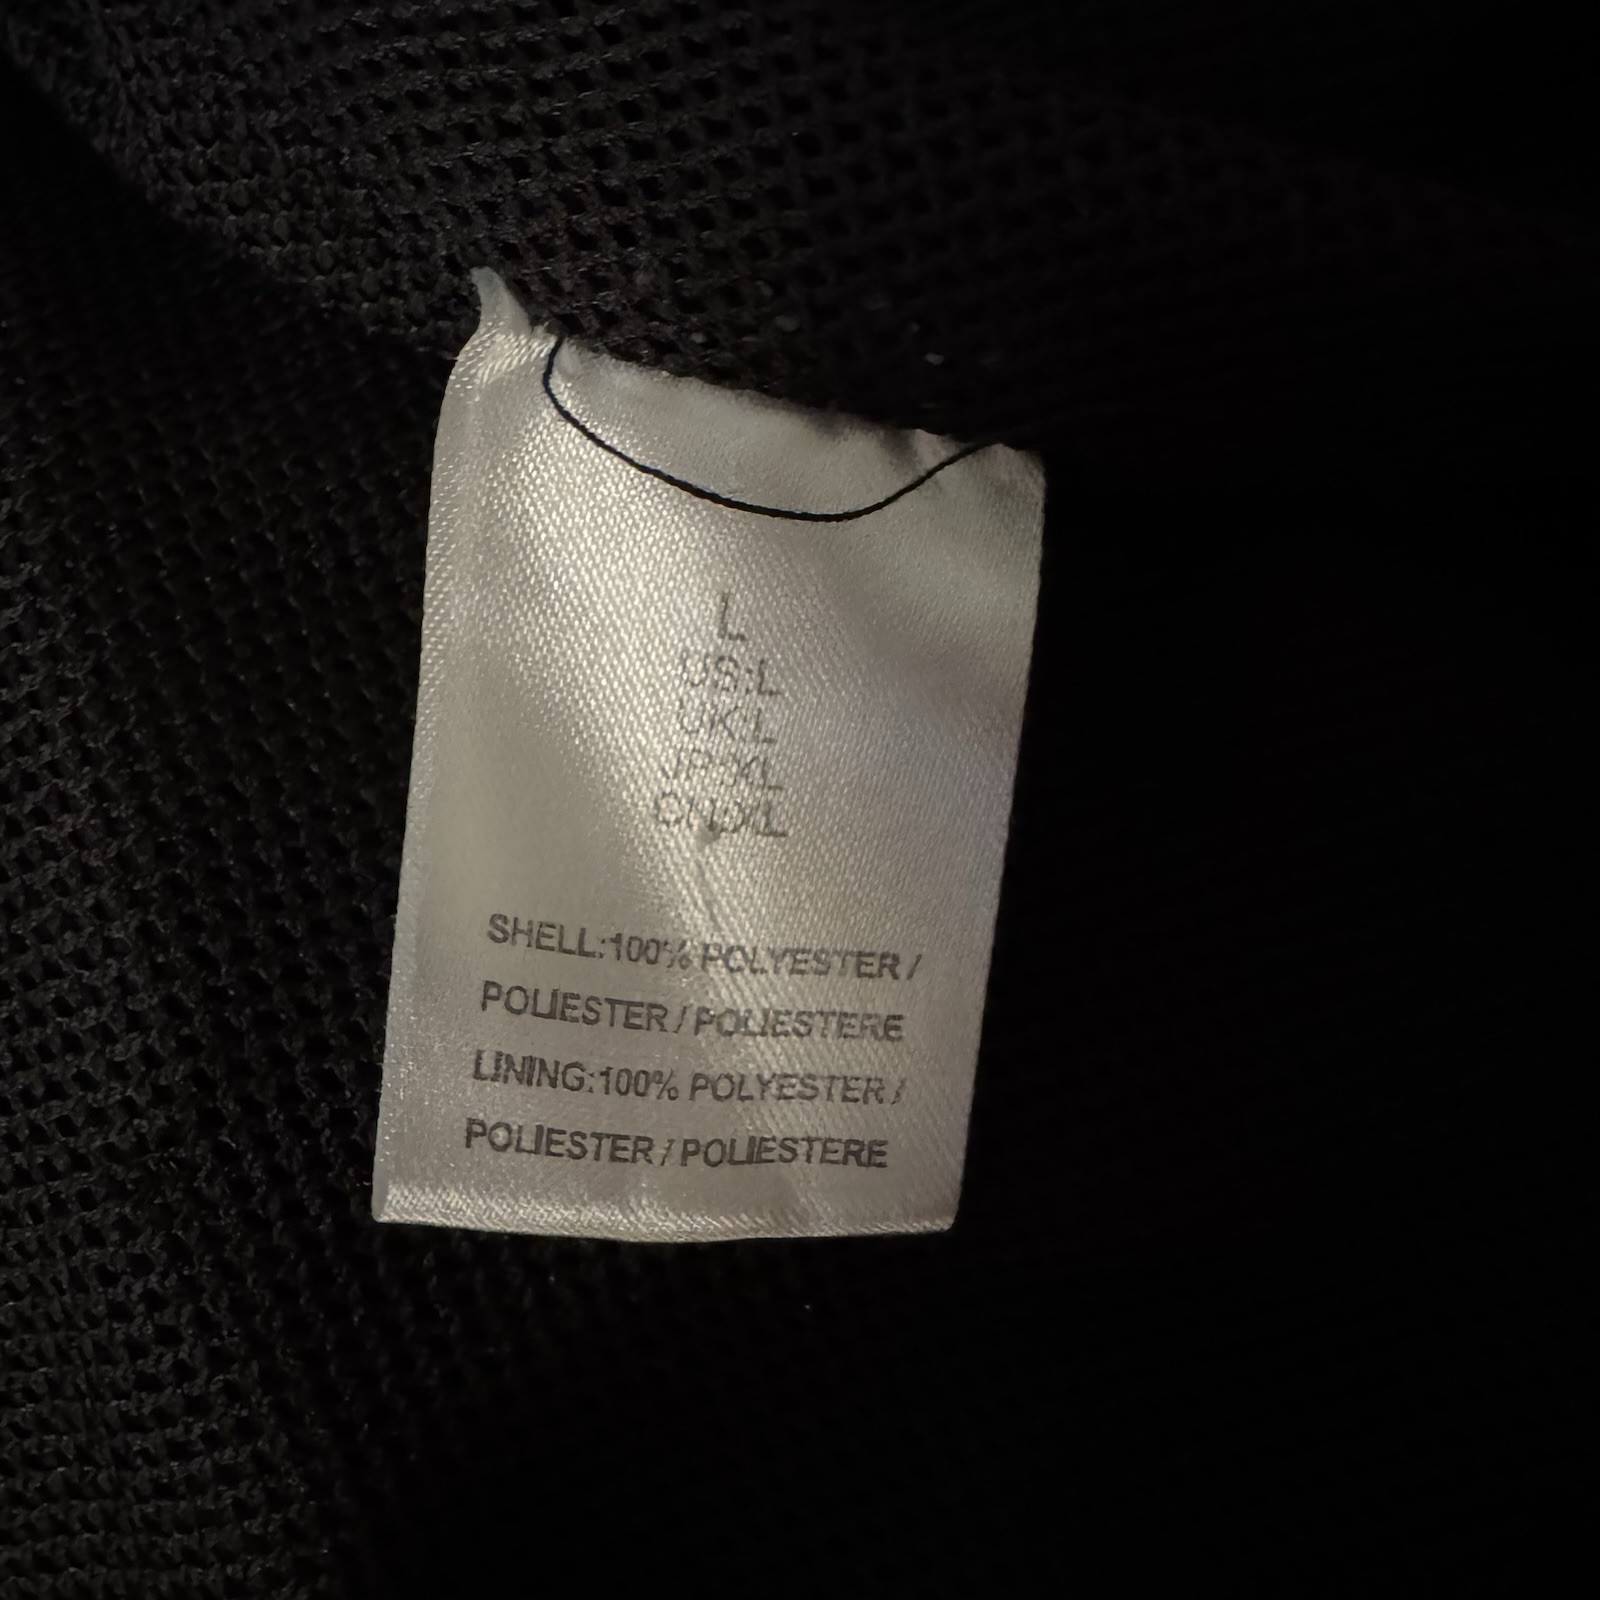 L
US:L
UK:L
JP:XL
CN:XL
SHELL:100% POLYESTER /
POLIESTER / POLIESTERE
LINING:100% POLYESTER /
POLIESTER / POLIESTERE